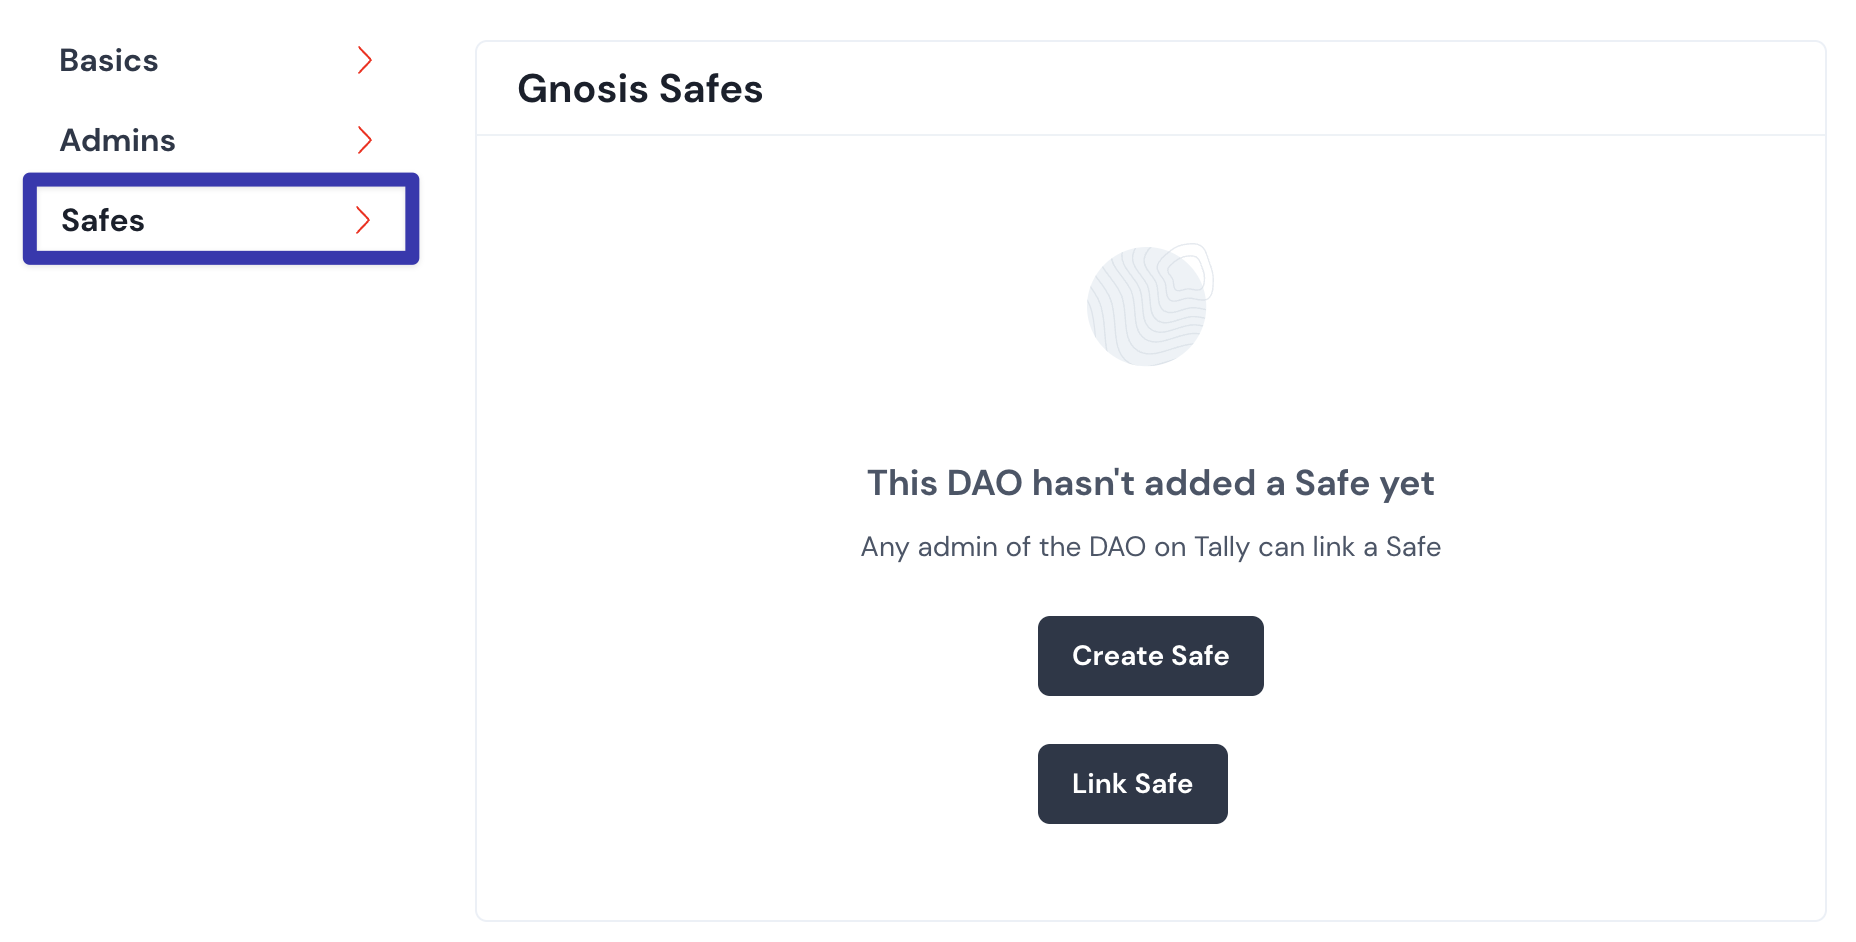 Basics
Admins
Safes
Gnosis Safes
This DAO hasn't added a Safe yet
Any admin of the DAO on Tally can link a Safe
Create Safe
Link Safe